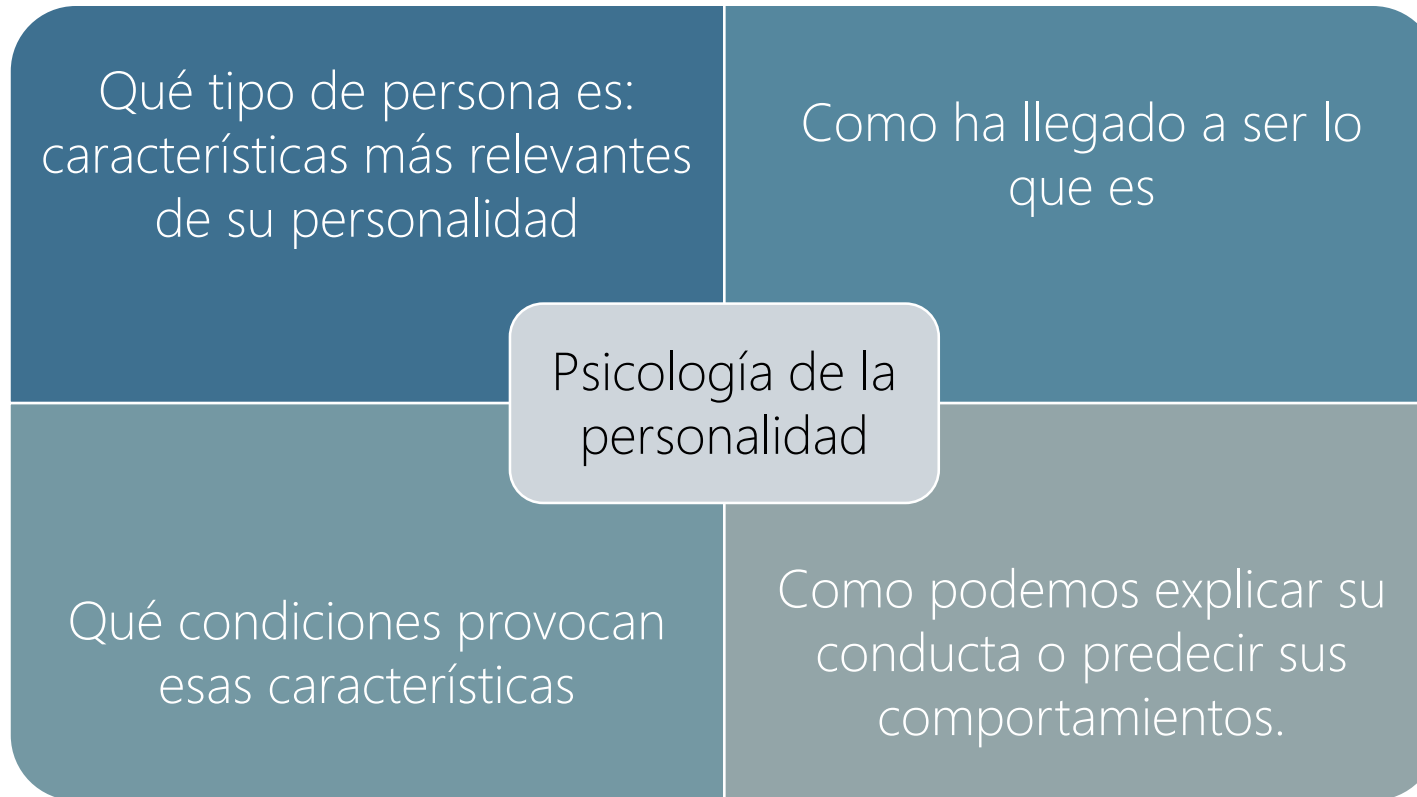 Qué tipo de persona es:
características más relevantes
de su personalidad
Como ha llegado a ser lo
que es
Psicología de la
personalidad
Qué condiciones provocan
esas características
Como podemos explicar su
conducta o predecir sus
comportamientos.